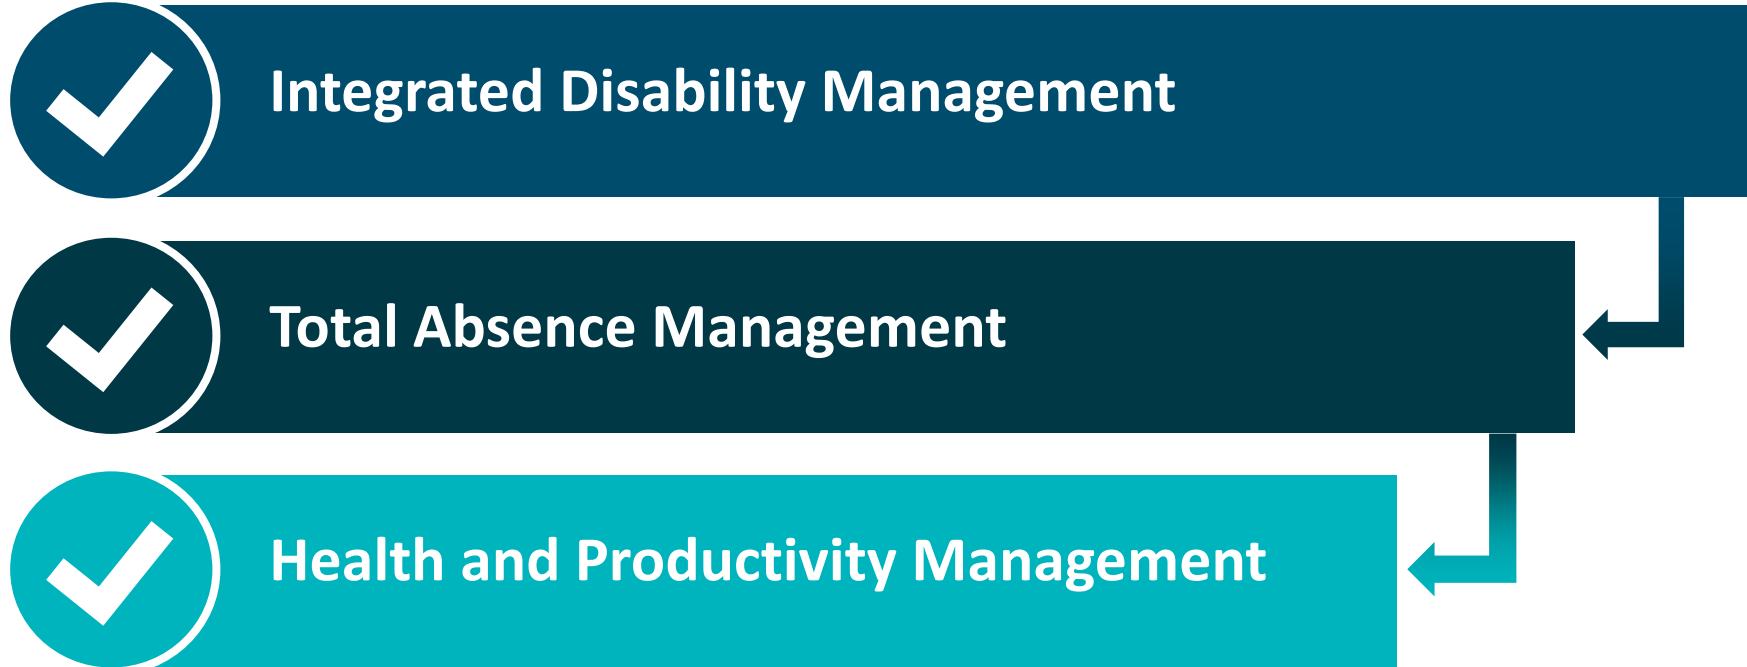 Integrated Disability Management
Total Absence Management
Health and Productivity Management